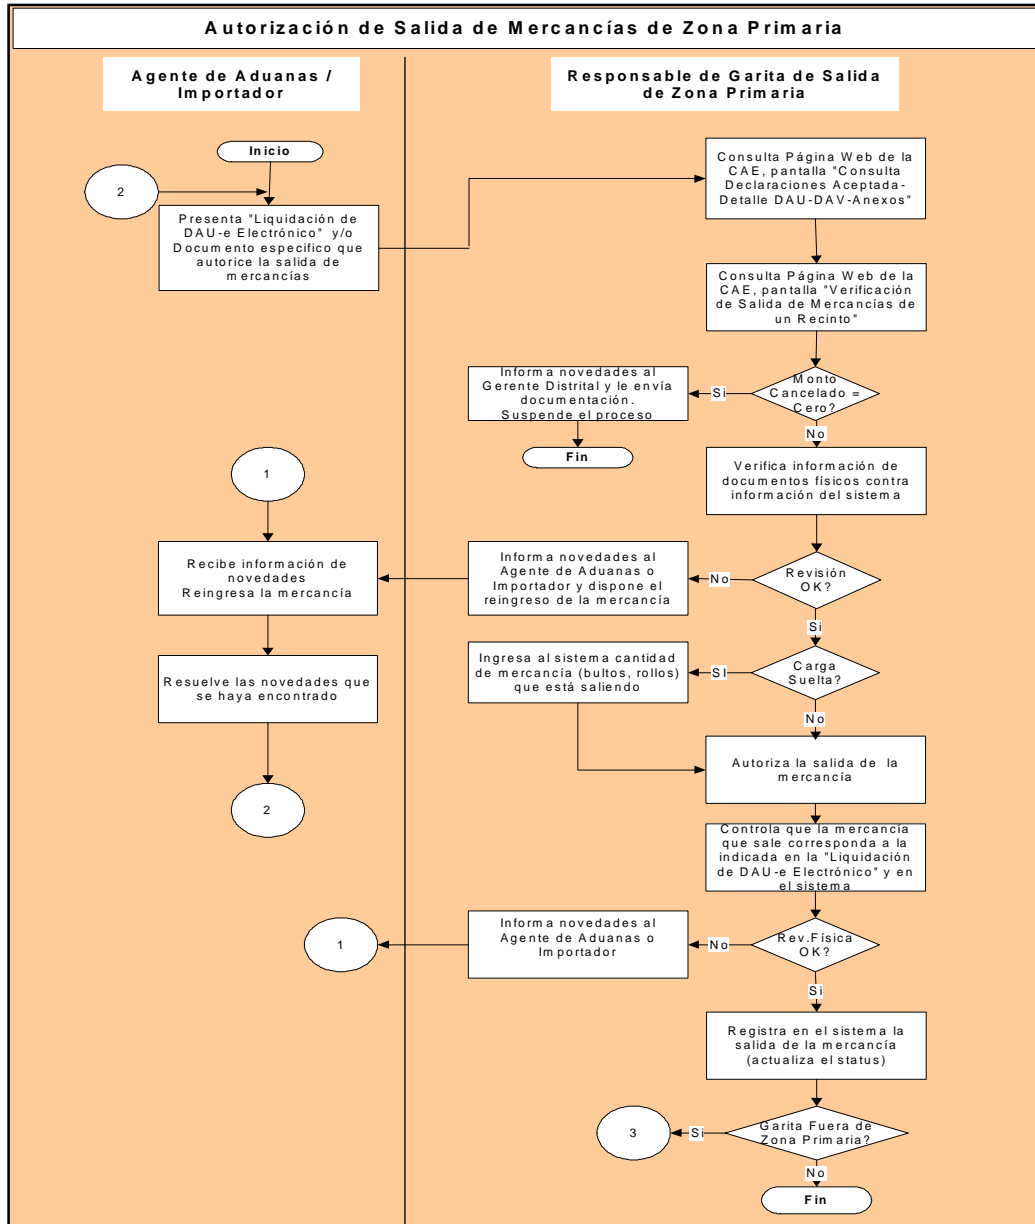 Autorización de Salida de Mercancías de Zona Primaria
Agente de Aduanas /
Importador
Responsable de Garita de Salida
de Zona Primaria
Inicio
2
Presenta "Liquidación de
DAU-e Electrónico" y/o
Documento especifico que
autorice la salida de
mercancías
Consulta Página Web de la
CAE, pantalla "Consulta
Declaraciones Aceptada-
Detalle DAU-DAV-Anexos"
Consulta Página Web de la
CAE, pantalla "Verificación
de Salida de Mercancías de
un Recinto"
Monto
Cancelado =
Cero?
Si
Informa novedades al
Gerente Distrital y le envía
documentación.
Suspende el proceso
Fin
No
Verifica información de
documentos físicos contra
información del sistema
1
Revisión
OK?
No
Informa novedades al
Agente de Aduanas o
Importador y dispone el
reingreso de la mercancía
Recibe información de
novedades
Reingresa la mercancía
Si
Carga
Suelta?
SI
Ingresa al sistema cantidad
de mercancía (bultos, rollos)
que está saliendo
Resuelve las novedades que
se haya encontrado
No
Autoriza la salida de la
mercancía
2
Controla que la mercancía
que sale corresponda a la
indicada en la "Liquidación
de DAU-e Electrónico" y en
el sistema
Rev.Física
OK?
No
Informa novedades al
Agente de Aduanas o
Importador
1
Si
Registra en el sistema la
salida de la mercancía
(actualiza el status)
Garita Fuera de
Zona Primaria?
Si
3
No
Fin